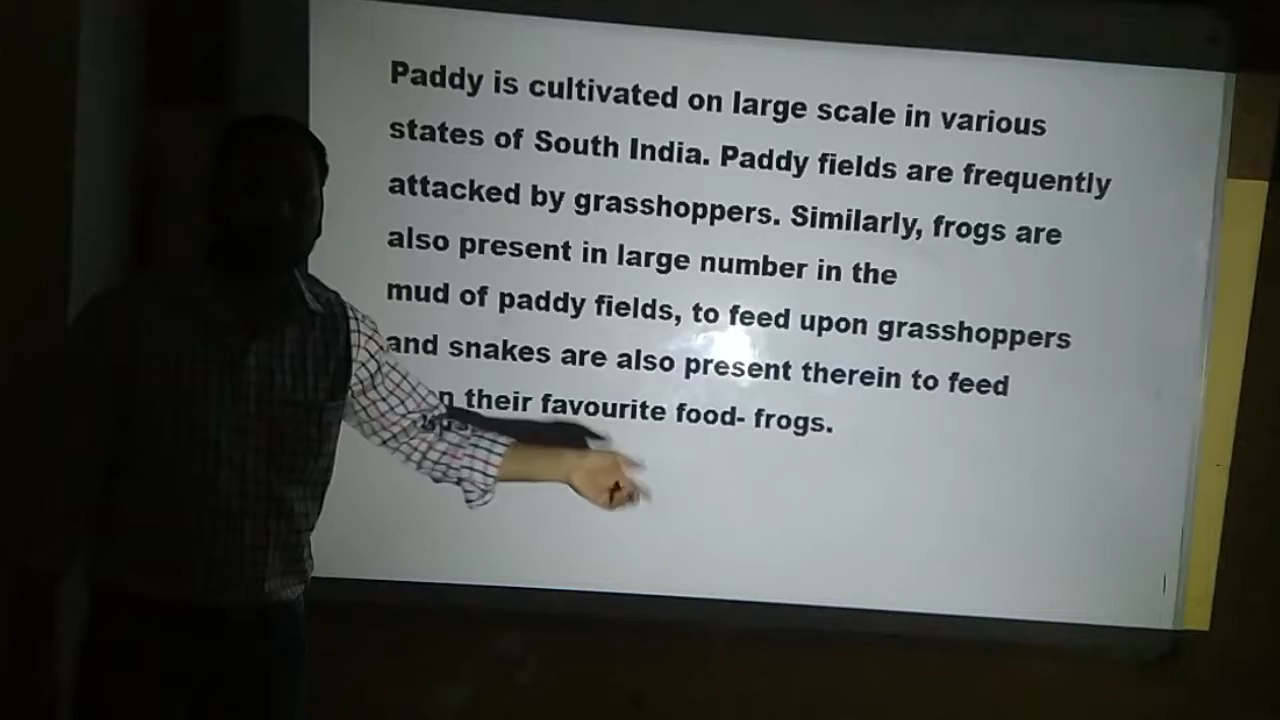 Paddy is cultivated on large scale in various
states of South India. Paddy fields are frequently
attacked by grasshoppers. Similarly, frogs are
also present in large number in the
mud of paddy fields, to feed upon grasshoppers
and snakes are also present therein to feed
their favourite food- frogs.